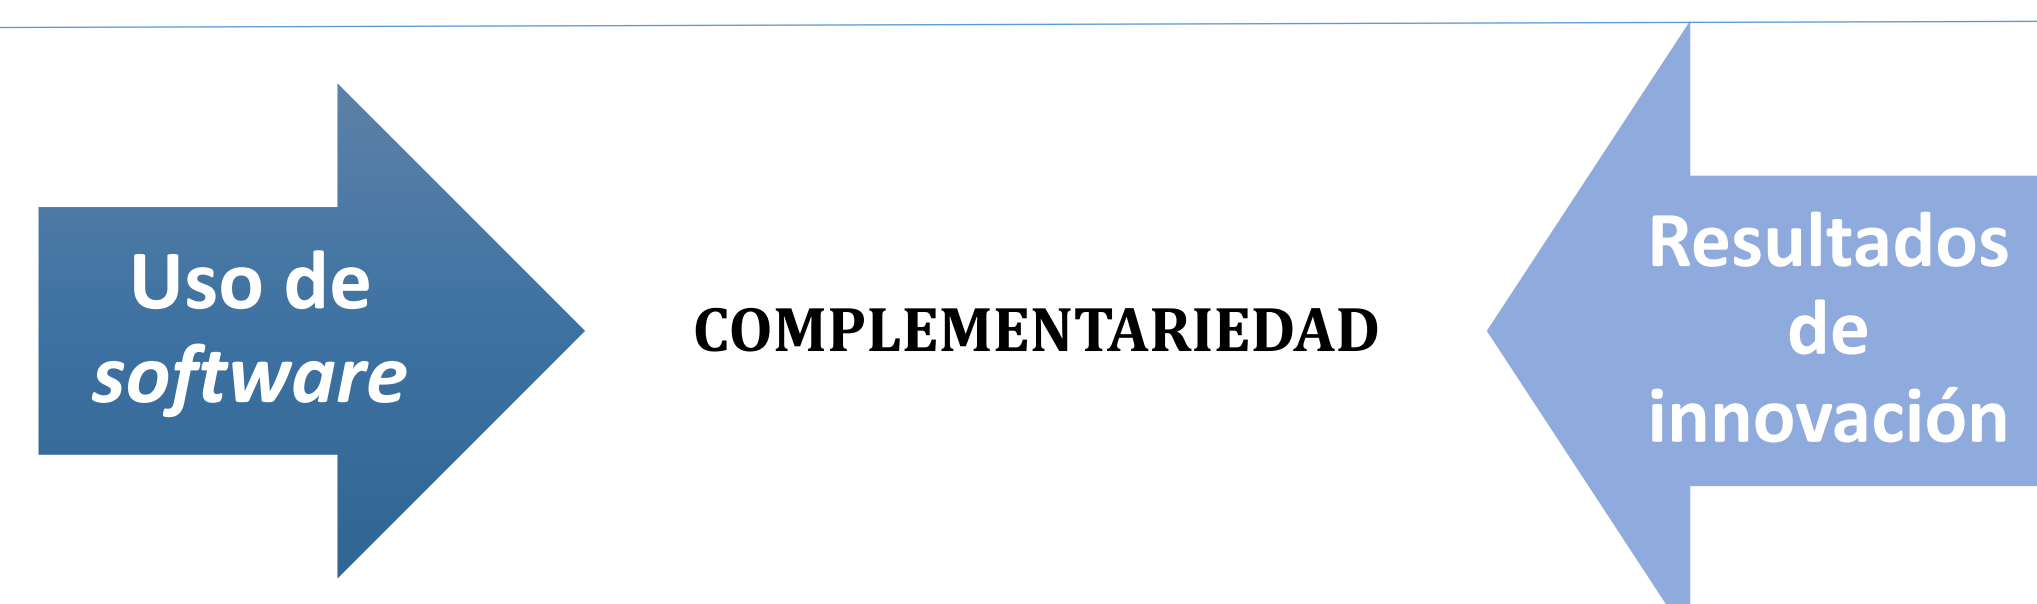 Uso de
software
COMPLEMENTARIEDAD
Resultados
de
innovación